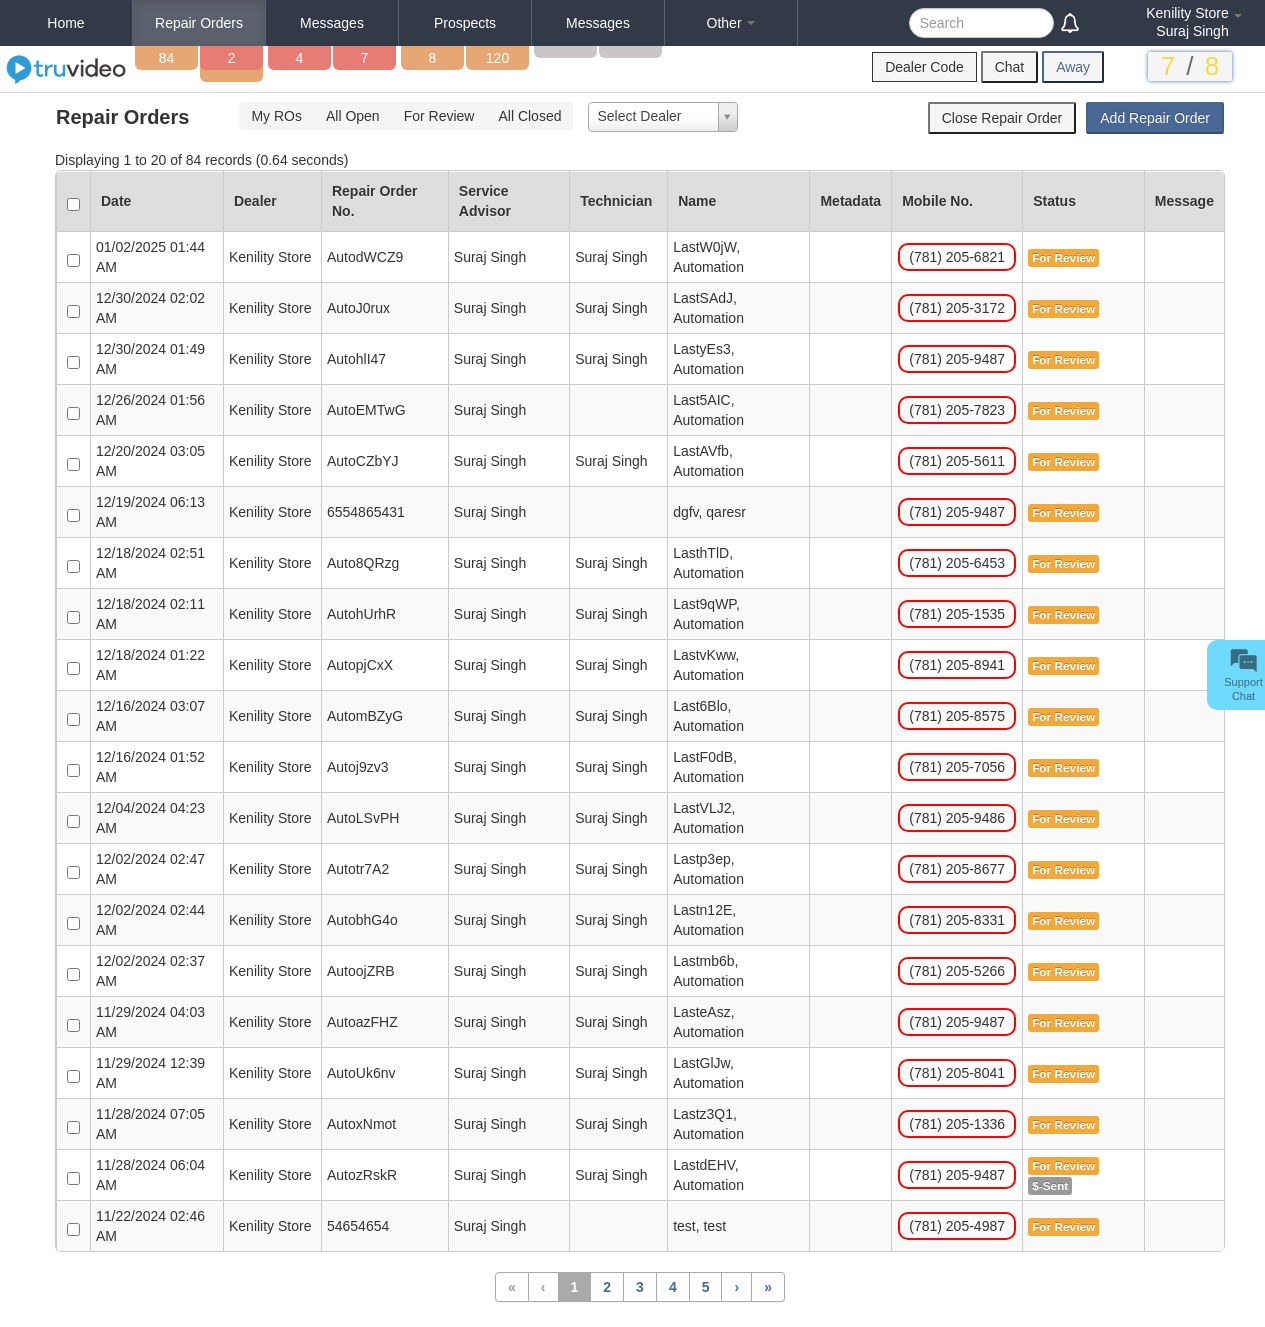 Home Repair Orders Messages Prospects Messages Other Search Kenility Store
Suraj Singh
84 2 4 7 8 120
truvideo Dealer Code Chat Away 7 / 8
Repair Orders My ROs All Open For Review All Closed Select Dealer Close Repair Order Add Repair Order
Displaying 1 to 20 of 84 records (0.64 seconds)
Date Dealer Repair Order No. Service Advisor Technician Name Metadata Mobile No. Status Message
01/02/2025 01:44 AM Kenility Store AutodWCZ9 Suraj Singh Suraj Singh LastW0jW, Automation (781) 205-6821 For Review
12/30/2024 02:02 AM Kenility Store AutoJ0rux Suraj Singh Suraj Singh LastSAdJ, Automation (781) 205-3172 For Review
12/30/2024 01:49 AM Kenility Store AutohlI47 Suraj Singh Suraj Singh LastyEs3, Automation (781) 205-9487 For Review
12/26/2024 01:56 AM Kenility Store AutoEMTwG Suraj Singh Last5AIC, Automation (781) 205-7823 For Review
12/20/2024 03:05 AM Kenility Store AutoCZbYJ Suraj Singh Suraj Singh LastAVfb, Automation (781) 205-5611 For Review
12/19/2024 06:13 AM Kenility Store 6554865431 Suraj Singh dgfv, qaresr (781) 205-9487 For Review
12/18/2024 02:51 AM Kenility Store Auto8QRzg Suraj Singh Suraj Singh LasthTlD, Automation (781) 205-6453 For Review
12/18/2024 02:11 AM Kenility Store AutohUrhR Suraj Singh Suraj Singh Last9qWP, Automation (781) 205-1535 For Review
12/18/2024 01:22 AM Kenility Store AutopjCxX Suraj Singh Suraj Singh LastvKww, Automation (781) 205-8941 For Review
Support Chat
12/16/2024 03:07 AM Kenility Store AutomBZyG Suraj Singh Suraj Singh Last6Blo, Automation (781) 205-8575 For Review
12/16/2024 01:52 AM Kenility Store Autoj9zv3 Suraj Singh Suraj Singh LastF0dB, Automation (781) 205-7056 For Review
12/04/2024 04:23 AM Kenility Store AutoLSvPH Suraj Singh Suraj Singh LastVLJ2, Automation (781) 205-9486 For Review
12/02/2024 02:47 AM Kenility Store Autotr7A2 Suraj Singh Suraj Singh Lastp3ep, Automation (781) 205-8677 For Review
12/02/2024 02:44 AM Kenility Store AutobhG4o Suraj Singh Suraj Singh Lastn12E, Automation (781) 205-8331 For Review
12/02/2024 02:37 AM Kenility Store AutoojZRB Suraj Singh Suraj Singh Lastmb6b, Automation (781) 205-5266 For Review
11/29/2024 04:03 AM Kenility Store AutoazFHZ Suraj Singh Suraj Singh LasteAsz, Automation (781) 205-9487 For Review
11/29/2024 12:39 AM Kenility Store AutoUk6nv Suraj Singh Suraj Singh LastGlJw, Automation (781) 205-8041 For Review
11/28/2024 07:05 AM Kenility Store AutoxNmot Suraj Singh Suraj Singh Lastz3Q1, Automation (781) 205-1336 For Review
11/28/2024 06:04 AM Kenility Store AutozRskR Suraj Singh Suraj Singh LastdEHV, Automation (781) 205-9487 For Review $-Sent
11/22/2024 02:46 AM Kenility Store 54654654 Suraj Singh test, test (781) 205-4987 For Review
« ‹ 1 2 3 4 5 › »